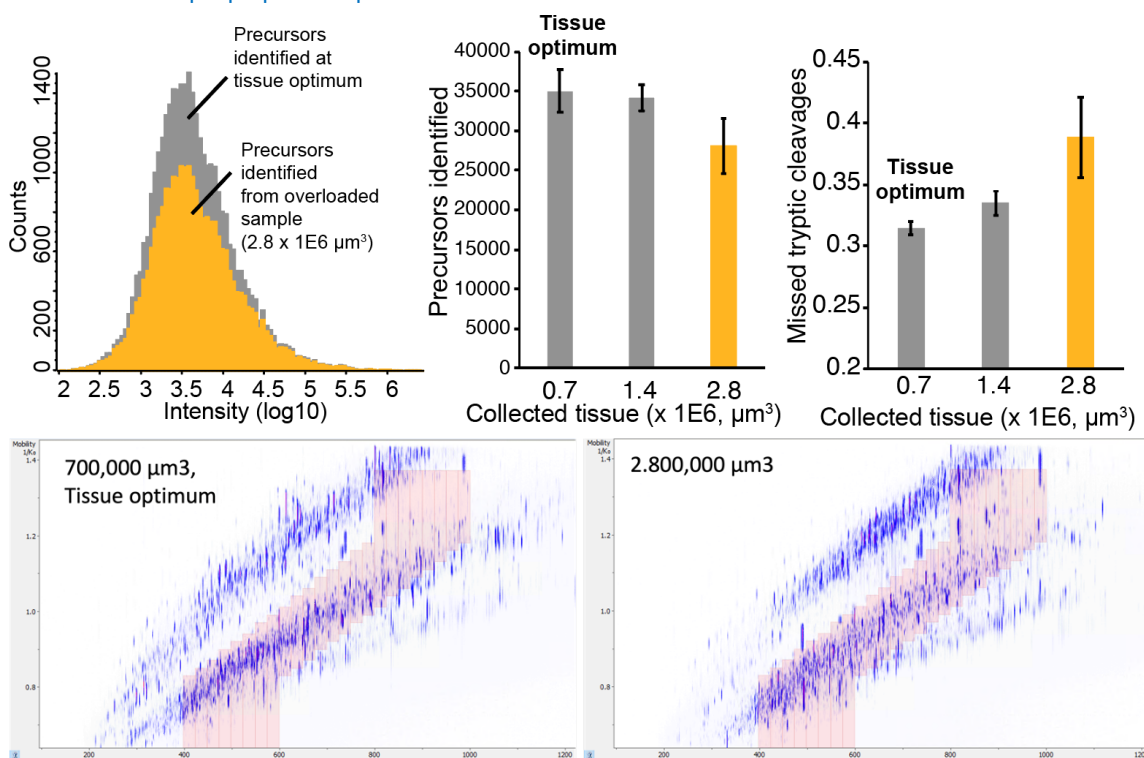 Precursors
identified at
tissue optimum
Precursors
identified
from overloaded
sample
(2.8 x 1E6 µm³)
Counts
1400
1000
600
200
0
2 2.5 3 3.5 4 4.5 5 5.5 6
Intensity (log10)
Tissue
optimum
Precursors identified
40000
35000
30000
25000
20000
15000
10000
5000
0
0.7 1.4 2.8
Collected tissue (x 1E6, µm³)
Tissue
optimum
Missed tryptic cleavages
0.45
0.4
0.35
0.3
0.25
0.2
0.7 1.4 2.8
Collected tissue (x 1E6, µm³)
Mobility
1/K₀
1.4
1.2
1.0
0.8
700,000 µm3,
Tissue optimum
200 400 600 800 1000 1200
Mobility
1/K₀
1.4
1.2
1.0
0.8
2.800,000 µm3
200 400 600 800 1000